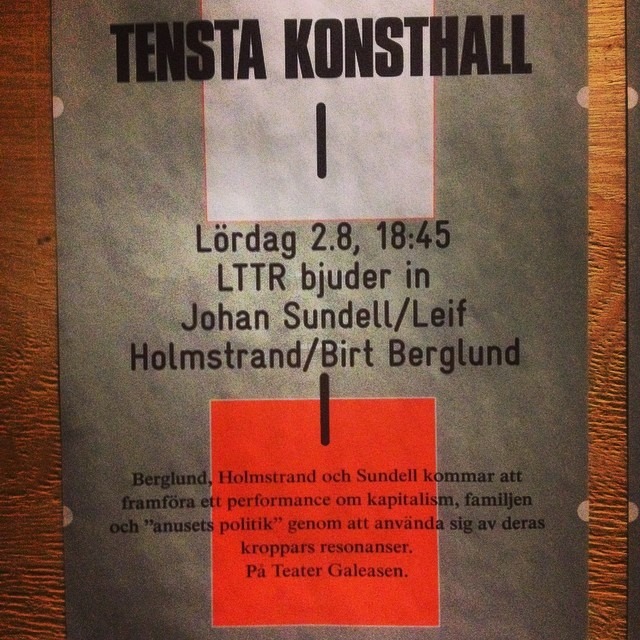 TENSTA KONSTHALL
Lördag 2.8, 18:45
LTTR bjuder in
Johan Sundell/Leif
Holmstrand/Birt Berglund
Berglund, Holmstrand och Sundell kommar att
framföra ett performance om kapitalism, familjen
och ”anusets politik” genom att använda sig av deras
kroppars resonanser.
På Teater Galeasen.